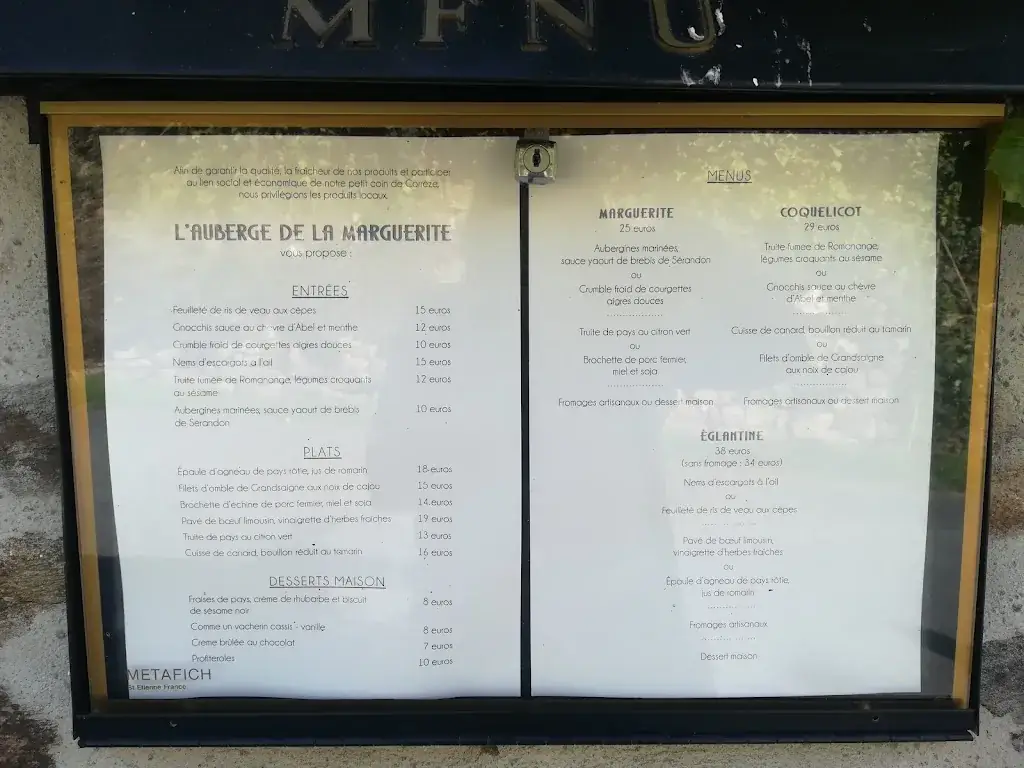 MENU
Afin de garantir la qualité, la fraîcheur de nos produits et participer
au lien social et économique de notre petit coin de Corrèze,
nous privilégions les produits locaux.
L'AUBERGE DE LA MARGUERITE
vous propose :
ENTRÉES
Feuilleté de ris de veau aux cèpes 15 euros
Gnocchis sauce au chèvre d'Abel et menthe 12 euros
Crumble froid de courgettes aigres douces 10 euros
Nems d'escargots à l'ail 15 euros
Truite fumée de Romanange, légumes croquants 12 euros
au sésame
Aubergines marinées, sauce yaourt de brebis 10 euros
de Sérandon
PLATS
Épaule d'agneau de pays rôtie, jus de romarin 18 euros
Filets d'omble de Grandsaigne aux noix de cajou 15 euros
Brochette d'échine de porc fermier, miel et soja 14 euros
Pavé de bœuf limousin, vinaigrette d'herbes fraîches 19 euros
Truite de pays au citron vert 13 euros
Cuisse de canard, bouillon réduit au tamarin 16 euros
DESSERTS MAISON
Fraises de pays, crème de rhubarbe et biscuit 8 euros
de sésame noir
Comme un vacherin cassis - vanille 8 euros
Crème brûlée au chocolat 7 euros
Profiteroles 10 euros
METAFICH
St Etienne France
MENUS
MARGUERITE
25 euros
Aubergines marinées,
sauce yaourt de brebis de Sérandon
ou
Crumble froid de courgettes
aigres douces
Truite de pays au citron vert
ou
Brochette de porc fermier,
miel et soja
Fromages artisanaux ou dessert maison
COQUELICOT
29 euros
Truite fumée de Romanange,
légumes croquants au sésame
ou
Gnocchis sauce au chèvre
d'Abel et menthe
Cuisse de canard, bouillon réduit au tamarin
ou
Filets d'omble de Grandsaigne
aux noix de cajou
Fromages artisanaux ou dessert maison
ÉGLANTINE
38 euros
(sans fromage : 34 euros)
Nems d'escargots à l'ail
ou
Feuilleté de ris de veau aux cèpes
Pavé de bœuf limousin,
vinaigrette d'herbes fraîches
ou
Épaule d'agneau de pays rôtie,
jus de romarin
Fromages artisanaux
Dessert maison